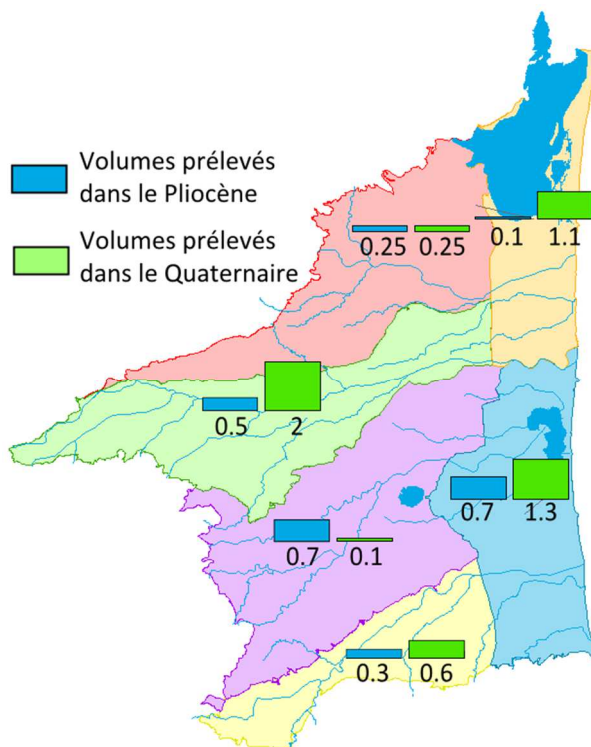 Volumes prélevés
dans le Pliocène
Volumes prélevés
dans le Quaternaire
0.25 0.25 0.1 1.1
0.5 2
0.7 1.3
0.7 0.1
0.3 0.6